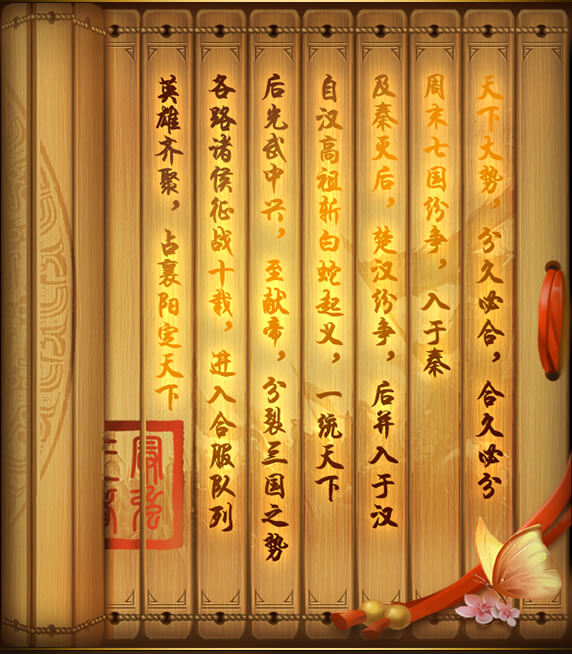 天下大势，分久必合，合久必分
周末七国纷争，入于秦
及秦灭后，楚汉纷争，后并入于汉
自汉高祖斩白蛇起义，一统天下
后光武中兴，至献帝，分裂三国之势
各路诸侯征战十载，进入合服队列
英雄齐聚，占襄阳定天下